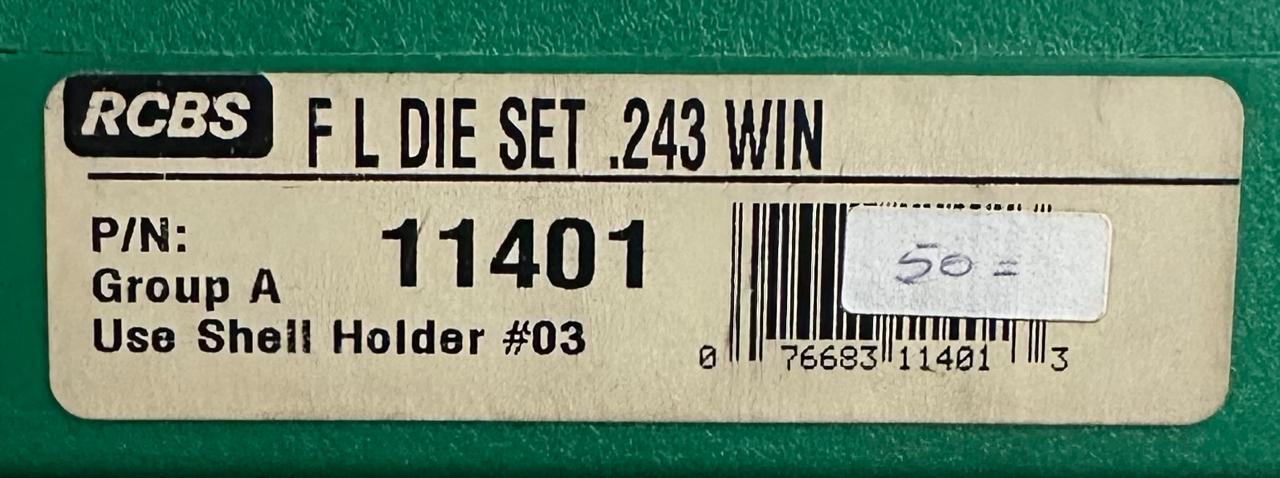 RCBS F L DIE SET .243 WIN
P/N: 11401
Group A
Use Shell Holder #03
50 =
0 76683 11401 3